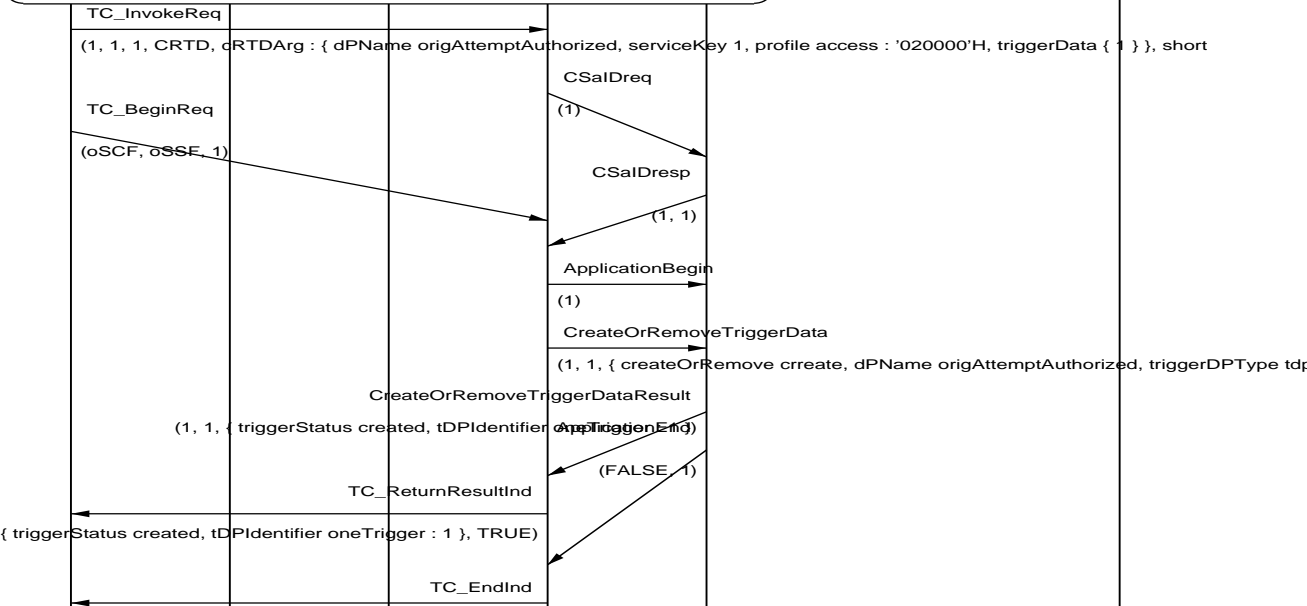 TC_InvokeReq
(1, 1, 1, CRTD, cRTDArg : { dPName origAttemptAuthorized, serviceKey 1, profile access : '020000'H, triggerData { 1 } }, short
CSaIDreq
TC_BeginReq
(1)
(oSCF, oSSF, 1)
CSaIDresp
(1, 1)
ApplicationBegin
(1)
CreateOrRemoveTriggerData
(1, 1, { createOrRemove crreate, dPName origAttemptAuthorized, triggerDPType tdp
CreateOrRemoveTriggerDataResult
(1, 1, { triggerStatus created, tDPIdentifier oneTrigger : 1 })
ApplicationEnd
(FALSE, 1)
TC_ReturnResultInd
{ triggerStatus created, tDPIdentifier oneTrigger : 1 }, TRUE)
TC_EndInd